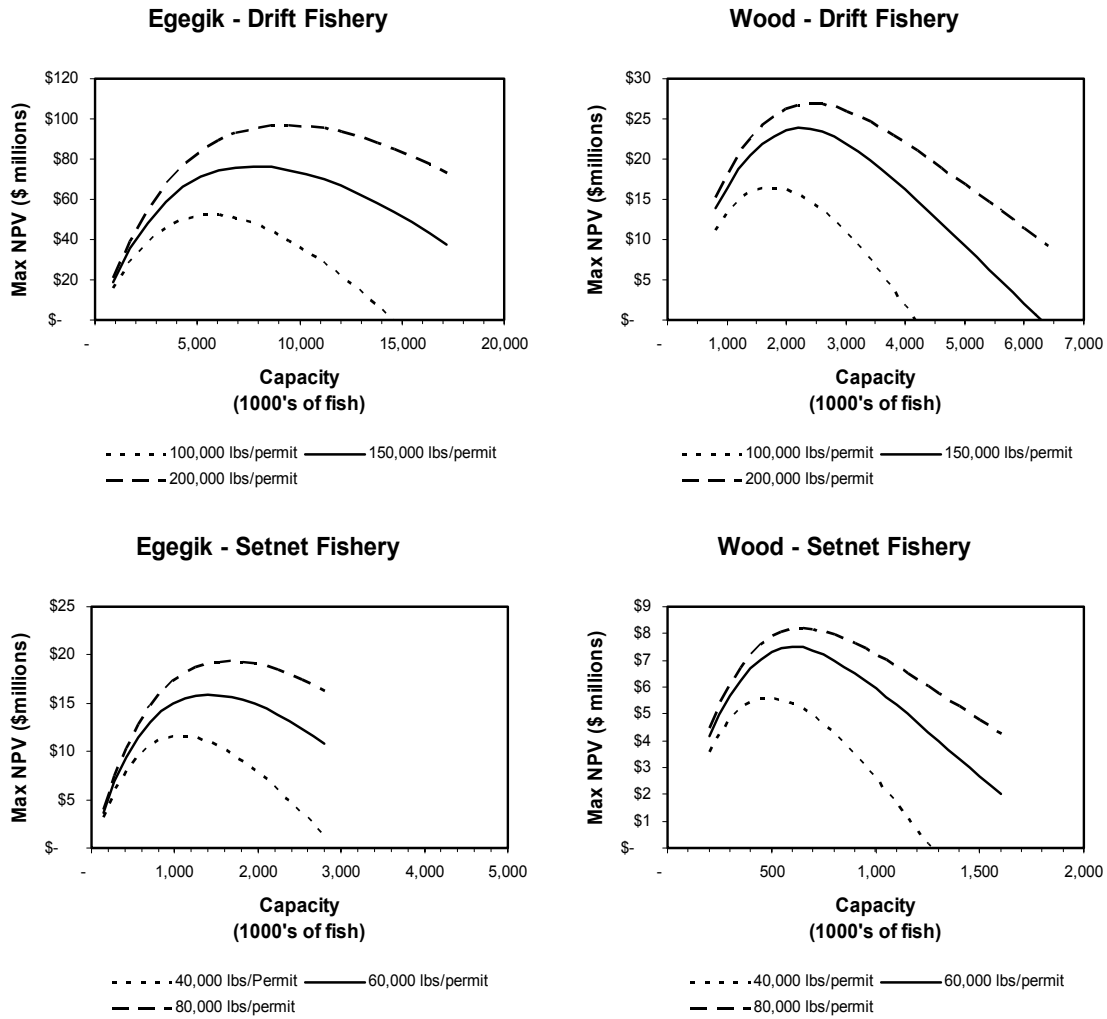 Egegik - Drift Fishery
Max NPV ($ millions)
$120
$100
$80
$60
$40
$20
$-
- 5,000 10,000 15,000 20,000
Capacity
(1000's of fish)
100,000 lbs/permit 150,000 lbs/permit
200,000 lbs/permit
Wood - Drift Fishery
Max NPV ($millions)
$30
$25
$20
$15
$10
$5
$-
- 1,000 2,000 3,000 4,000 5,000 6,000 7,000
Capacity
(1000's of fish)
100,000 lbs/permit 150,000 lbs/permit
200,000 lbs/permit
Egegik - Setnet Fishery
Max NPV ($millions)
$25
$20
$15
$10
$5
$-
- 1,000 2,000 3,000 4,000 5,000
Capacity
(1000's of fish)
40,000 lbs/Permit 60,000 lbs/permit
80,000 lbs/permit
Wood - Setnet Fishery
Max NPV ($ millions)
$9
$8
$7
$6
$5
$4
$3
$2
$1
$-
- 500 1,000 1,500 2,000
Capacity
(1000's of fish)
40,000 lbs/permit 60,000 lbs/permit
80,000 lbs/permit